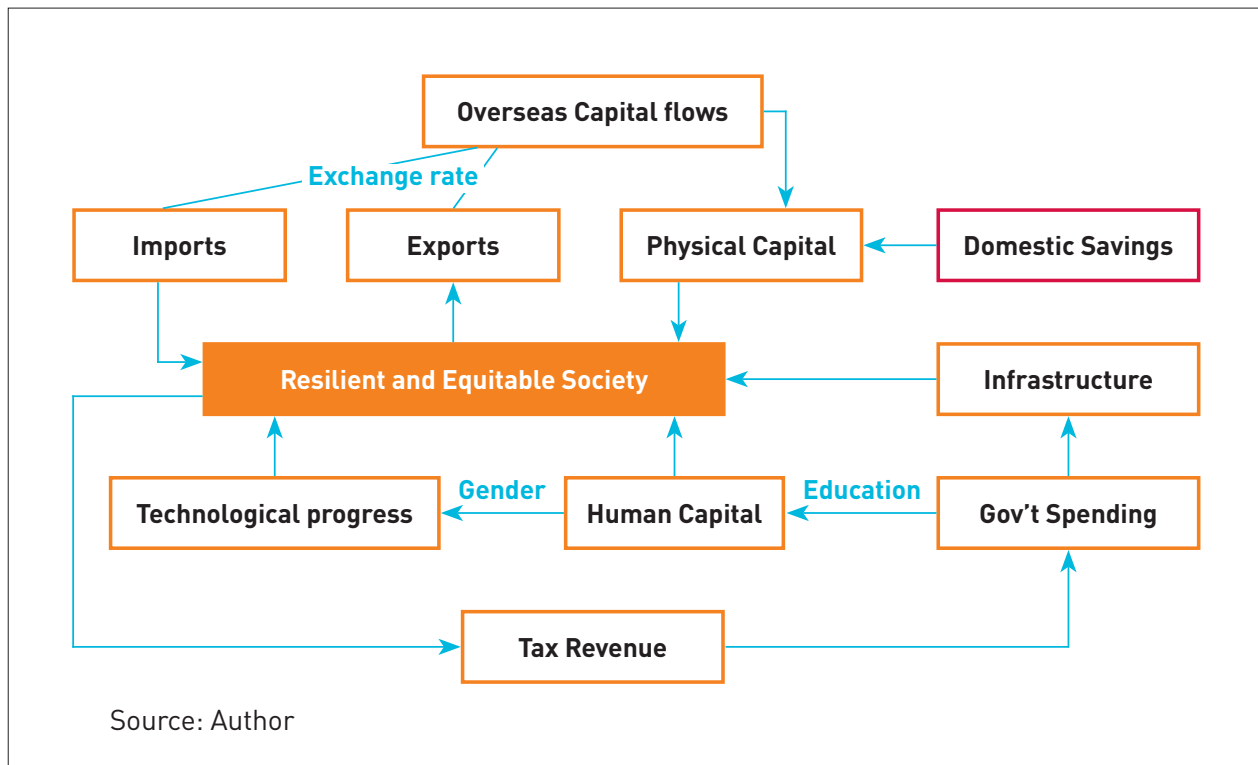 Overseas Capital flows
Exchange rate
Imports
Exports
Physical Capital
Domestic Savings
Resilient and Equitable Society
Infrastructure
Technological progress
Gender
Human Capital
Education
Gov’t Spending
Tax Revenue
Source: Author